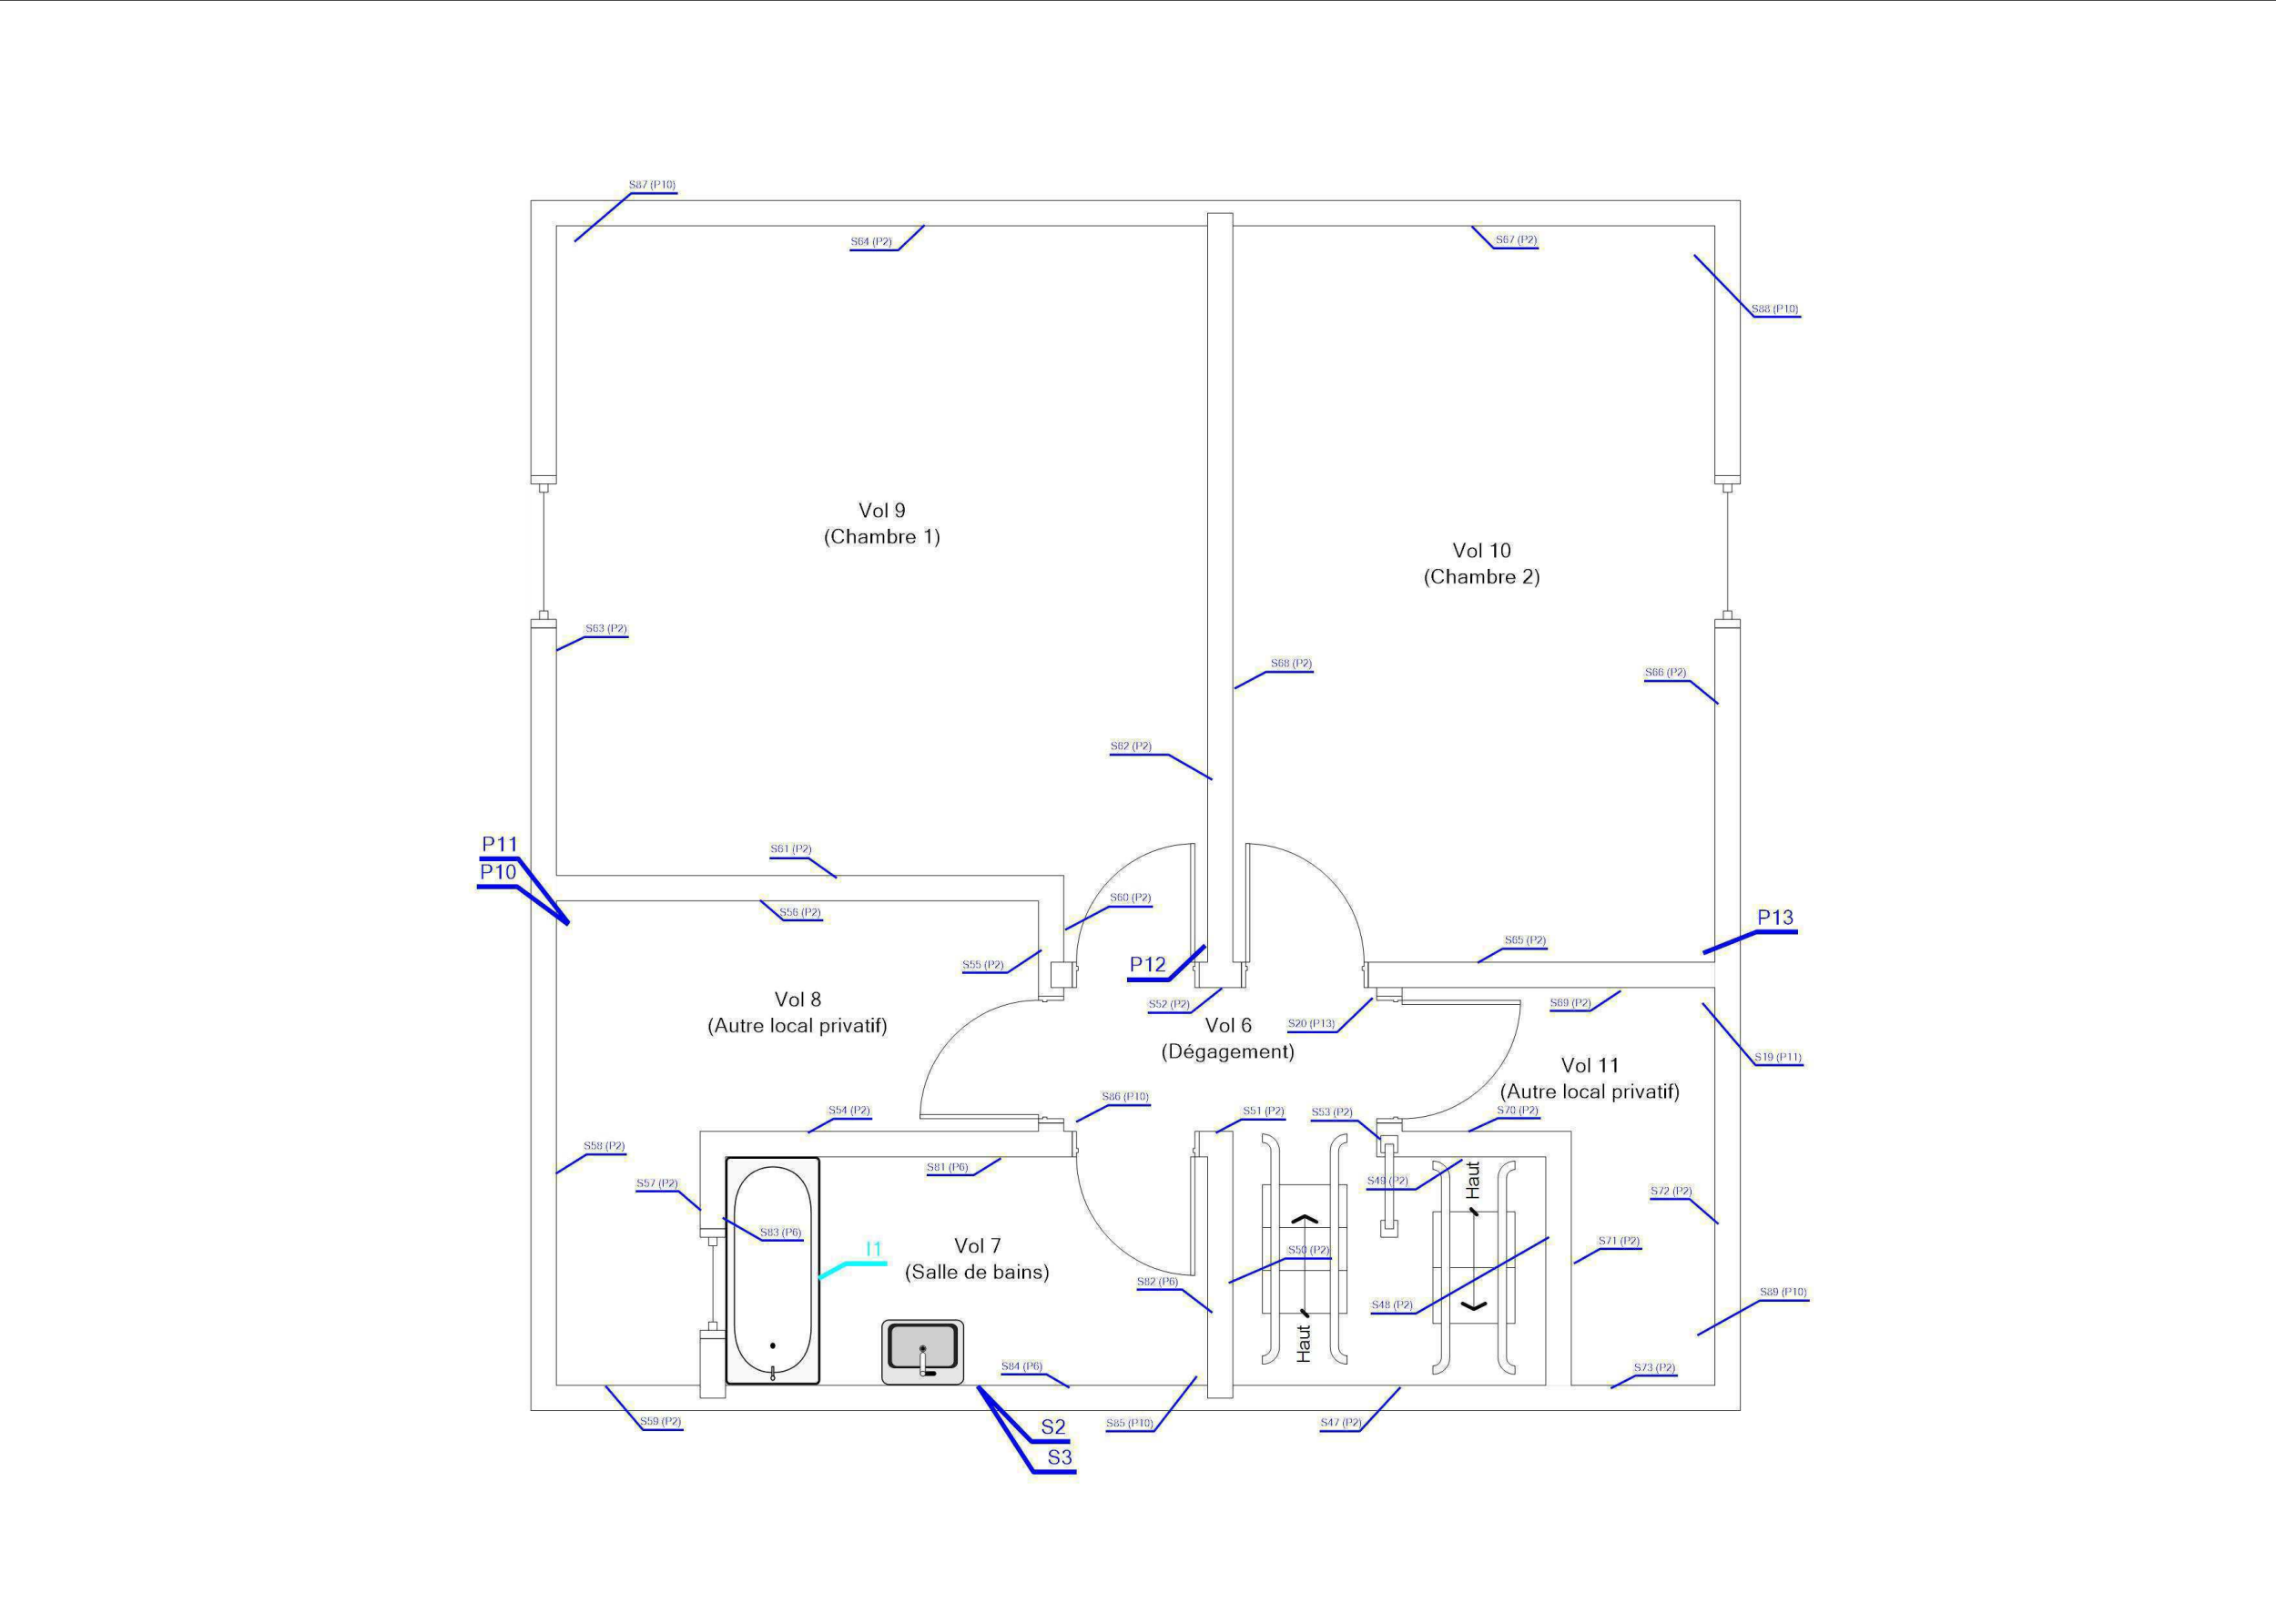 S87 (P10)
S64 (P2)
S67 (P2)
S88 (P10)
Vol 9
(Chambre 1)
Vol 10
(Chambre 2)
S63 (P2)
S68 (P2)
S66 (P2)
S62 (P2)
P11
P10
S61 (P2)
S56 (P2)
S60 (P2)
P13
S65 (P2)
S55 (P2)
P12
Vol 8
(Autre local privatif)
S52 (P2)
S69 (P2)
Vol 6
(Dégagement)
S20 (P13)
S19 (P11)
Vol 11
(Autre local privatif)
S86 (P10)
S54 (P2)
S51 (P2)
S53 (P2)
S70 (P2)
S58 (P2)
S81 (P6)
S57 (P2)
S49 (P2)
Haut
S72 (P2)
S83 (P6)
I1
Vol 7
(Salle de bains)
S50 (P2)
S71 (P2)
S82 (P6)
S48 (P2)
S89 (P10)
Haut
S84 (P6)
S73 (P2)
S59 (P2)
S2
S3
S85 (P10)
S47 (P2)